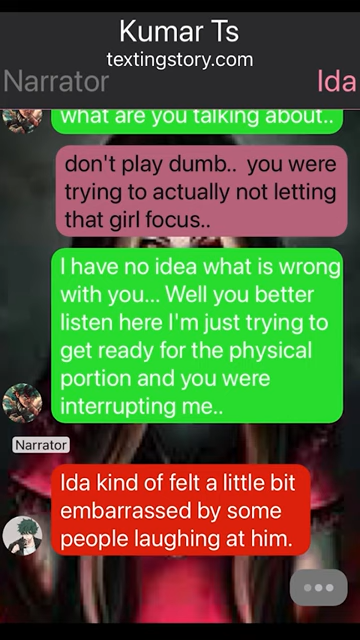 Kumar Ts
textingstory.com
Narrator
Ida
what are you talking about..
don't play dumb..  you were
trying to actually not letting
that girl focus..
I have no idea what is wrong
with you... Well you better
listen here I'm just trying to
get ready for the physical
portion and you were
interrupting me..
Narrator
Ida kind of felt a little bit
embarrassed by some
people laughing at him.